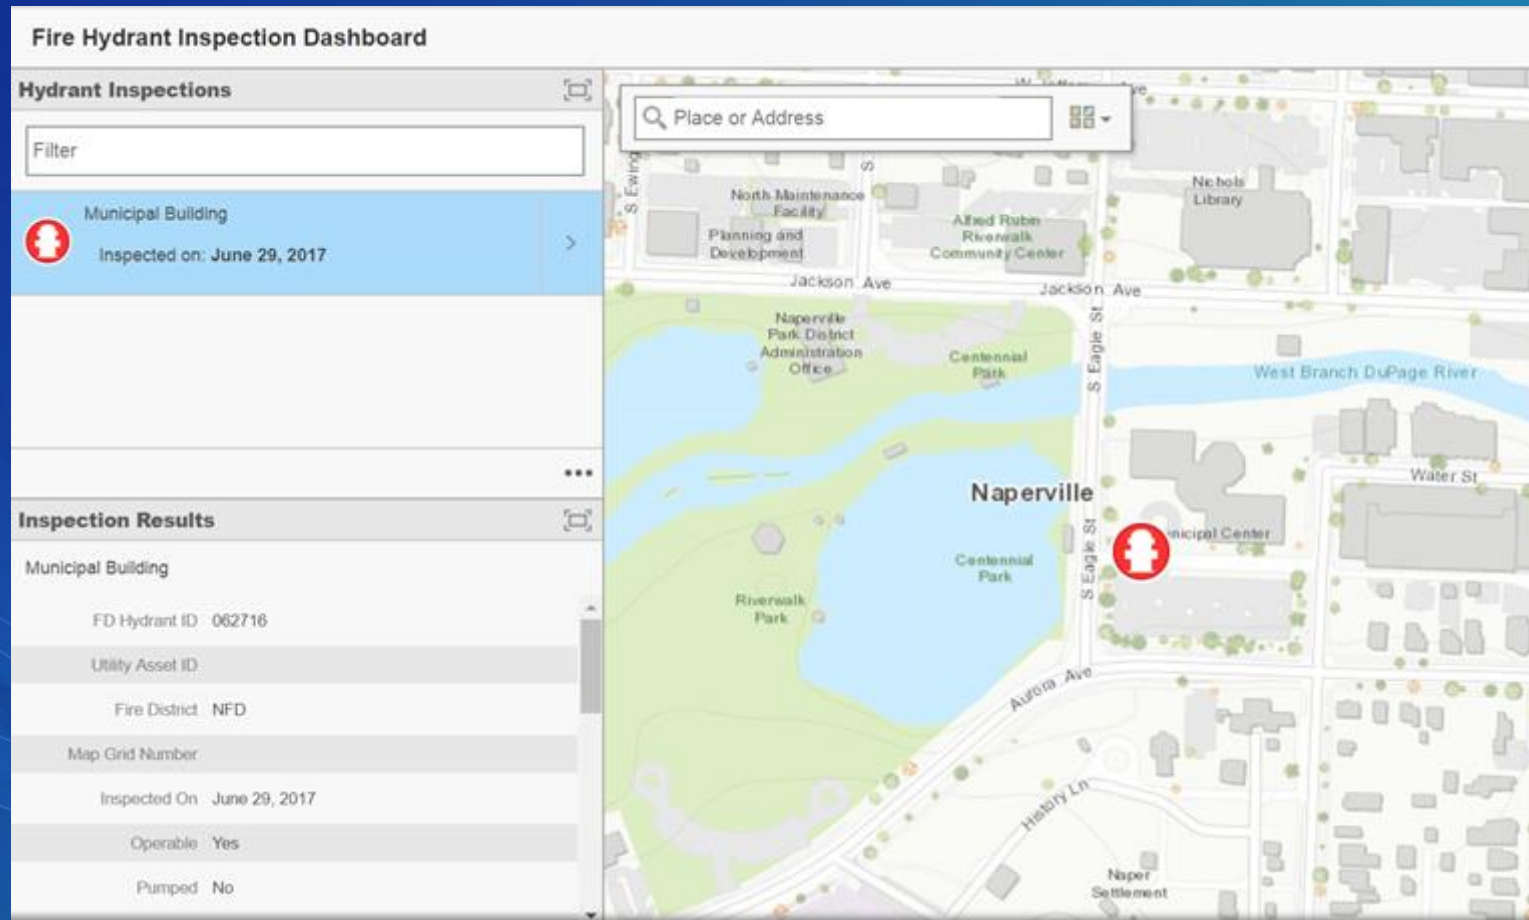 Fire Hydrant Inspection Dashboard
Hydrant Inspections
Filter
Municipal Building
Inspected on: June 29, 2017
Inspection Results
Municipal Building
FD Hydrant ID 062716
Utility Asset ID
Fire District NFD
Map Grid Number
Inspected On June 29, 2017
Operable Yes
Pumped No
Place or Address
Ave
S Ewing
S
North Maintenance
Facility
Planning and
Development
Alfred Rubin
Riverwalk
Community Center
Nichols
Library
Jackson Ave
Jackson Ave
Naperville
Park District
Administration
Office
Centennial
Park
S Eagle St
West Branch DuPage River
Water St
Naperville
S Eagle St
nicipal Center
Centennial
Park
Riverwalk
Park
Aurora Ave
History Ln
Naper
Settlement